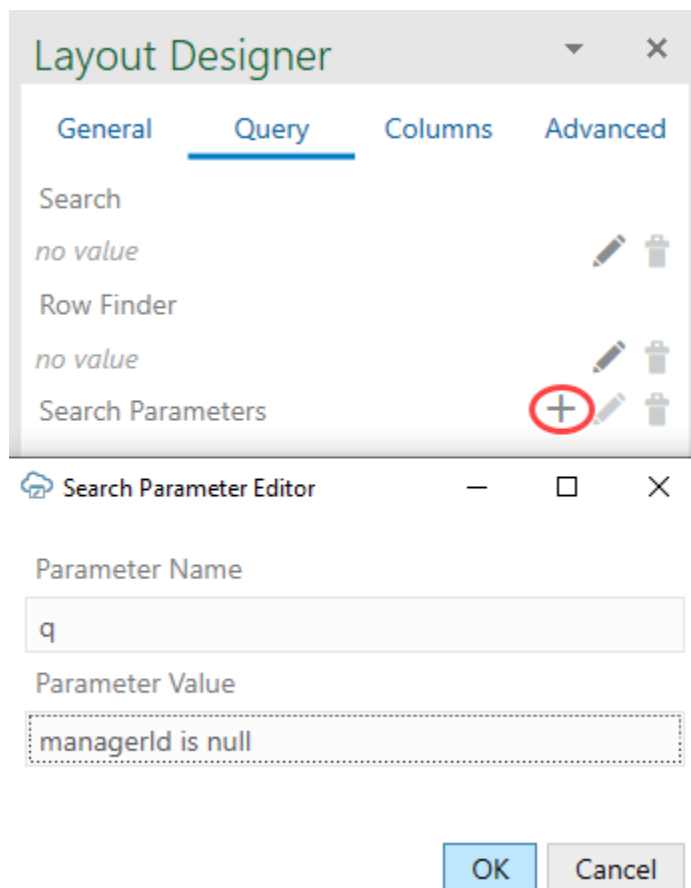 Layout Designer
General Query Columns Advanced
Search
no value
Row Finder
no value
Search Parameters
Search Parameter Editor
Parameter Name
q
Parameter Value
managerId is null
OK Cancel